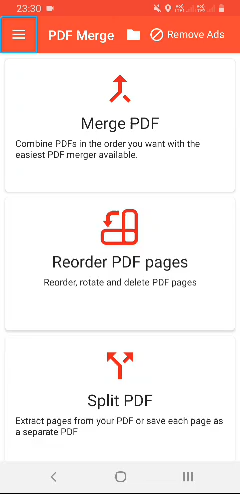 23:30
PDF Merge
Remove Ads
Merge PDF
Combine PDFs in the order you want with the
easiest PDF merger available.
Reorder PDF pages
Reorder, rotate and delete PDF pages
Split PDF
Extract pages from your PDF or save each page as
a separate PDF